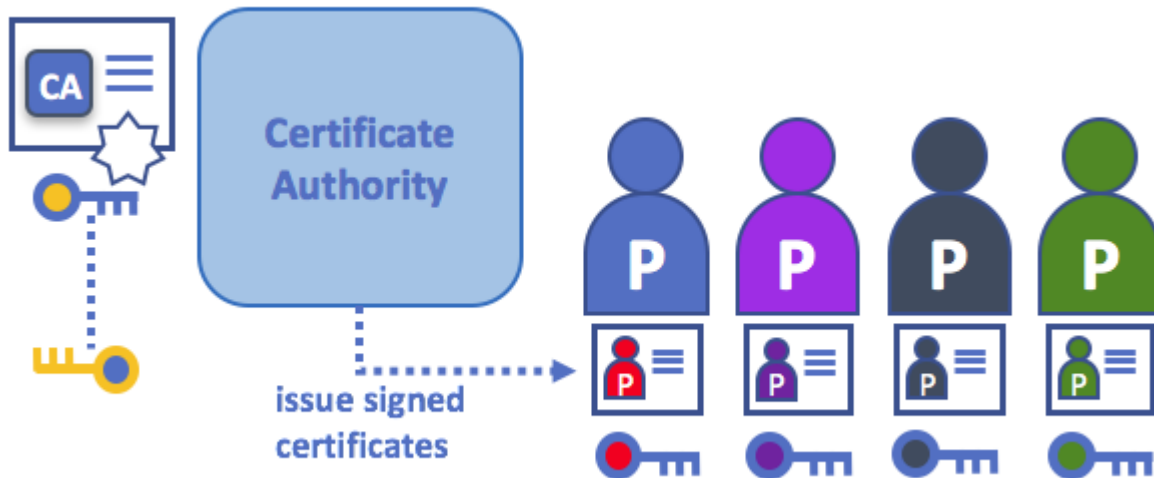 CA
Certificate
Authority
P P P P
issue signed
certificates
P P P P